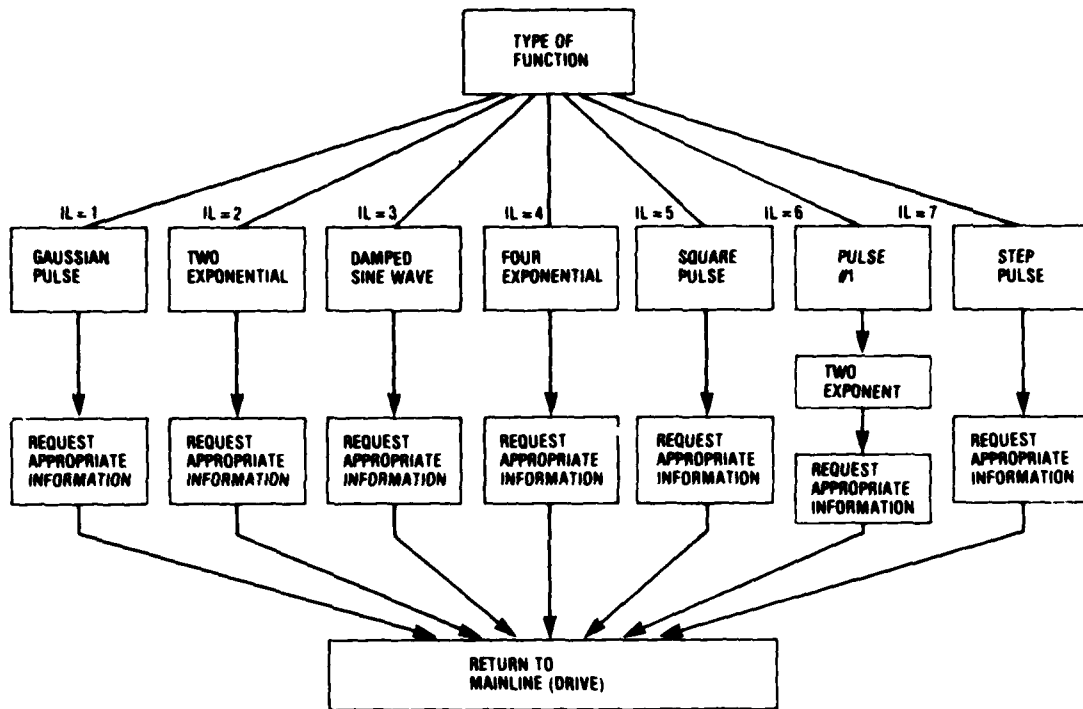 TYPE OF
FUNCTION
IL = 1
IL = 2
IL = 3
IL = 4
IL = 5
IL = 6
IL = 7
GAUSSIAN
PULSE
TWO
EXPONENTIAL
DAMPED
SINE WAVE
FOUR
EXPONENTIAL
SQUARE
PULSE
PULSE
#1
STEP
PULSE
TWO
EXPONENT
REQUEST
APPROPRIATE
INFORMATION
REQUEST
APPROPRIATE
INFORMATION
REQUEST
APPROPRIATE
INFORMATION
REQUEST
APPROPRIATE
INFORMATION
REQUEST
APPROPRIATE
INFORMATION
REQUEST
APPROPRIATE
INFORMATION
REQUEST
APPROPRIATE
INFORMATION
RETURN TO
MAINLINE (DRIVE)